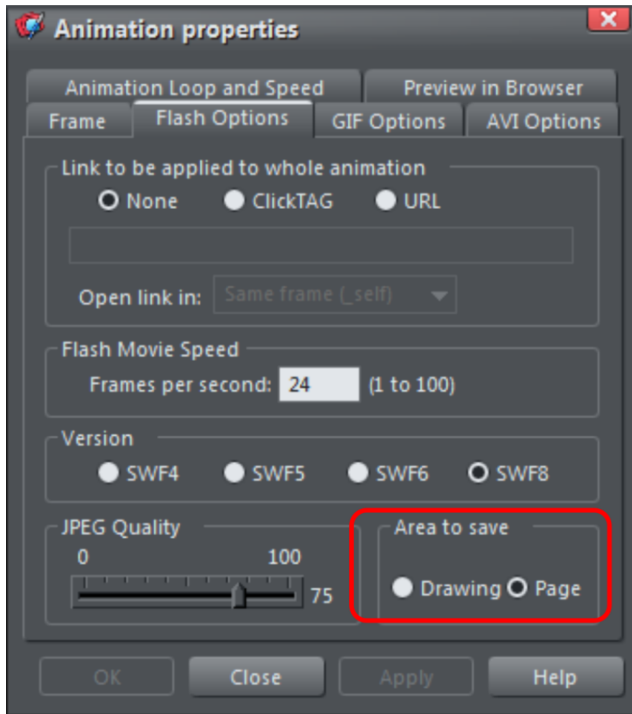 Animation properties
Animation Loop and Speed Preview in Browser
Frame Flash Options GIF Options AVI Options
Link to be applied to whole animation
None ClickTAG URL
Open link in: Same frame (_self)
Flash Movie Speed
Frames per second: 24 (1 to 100)
Version
SWF4 SWF5 SWF6 SWF8
JPEG Quality Area to save
0 100
75
Drawing Page
OK Close Apply Help